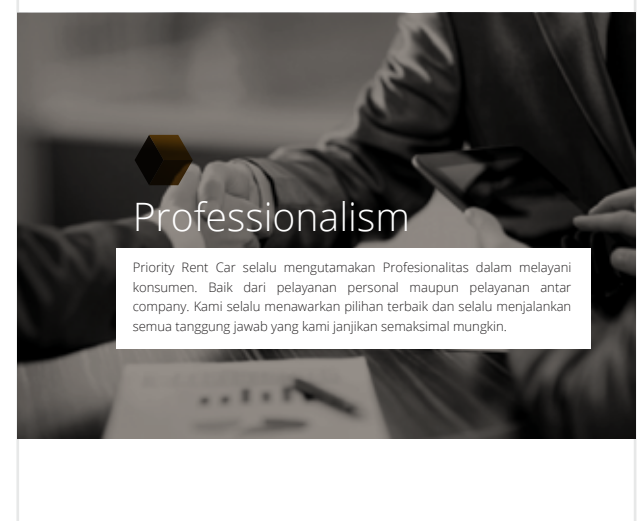 Professionalism
Priority Rent Car selalu mengutamakan Profesionalitas dalam melayani
konsumen. Baik dari pelayanan personal maupun pelayanan antar
company. Kami selalu menawarkan pilihan terbaik dan selalu menjalankan
semua tanggung jawab yang kami janjikan semaksimal mungkin.